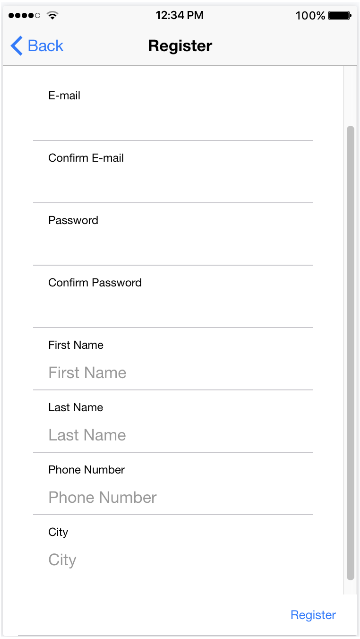 12:34 PM
100%
Back
Register
E-mail
Confirm E-mail
Password
Confirm Password
First Name
First Name
Last Name
Last Name
Phone Number
Phone Number
City
City
Register